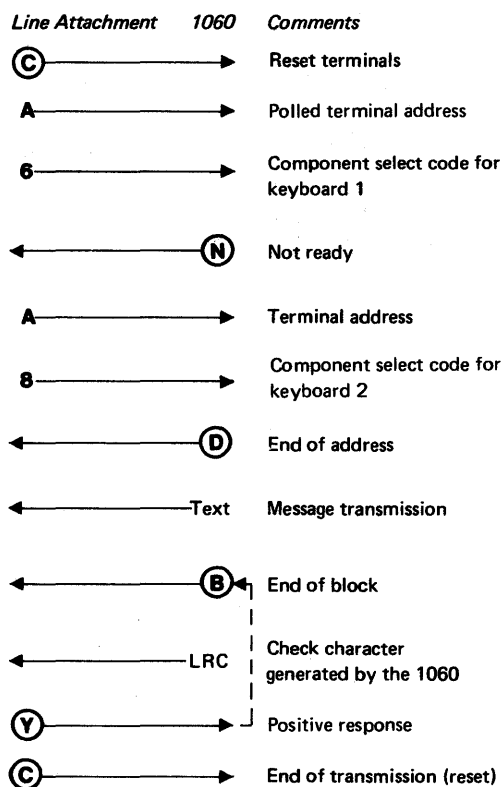 Line Attachment 1060 Comments
C Reset terminals
A Polled terminal address
6 Component select code for
keyboard 1
N Not ready
A Terminal address
8 Component select code for
keyboard 2
D End of address
Text Message transmission
B End of block
LRC Check character
generated by the 1060
Y Positive response
C End of transmission (reset)